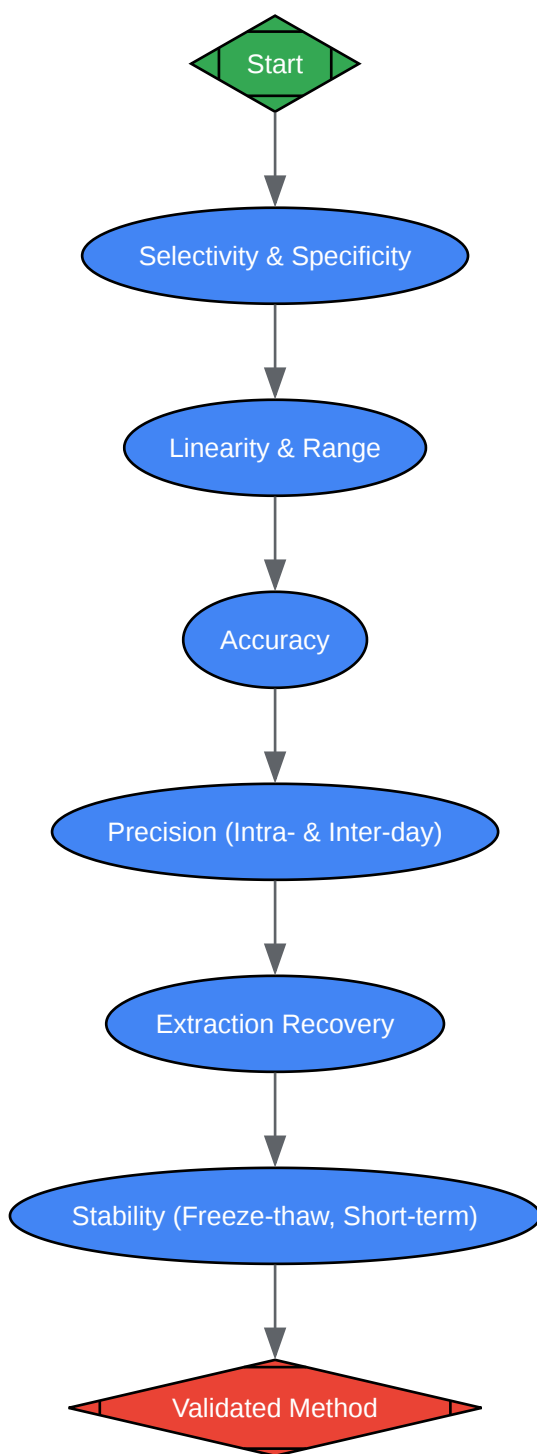 Start
Selectivity & Specificity
Linearity & Range
Accuracy
Precision (Intra- & Inter-day)
Extraction Recovery
Stability (Freeze-thaw, Short-term)
Validated Method